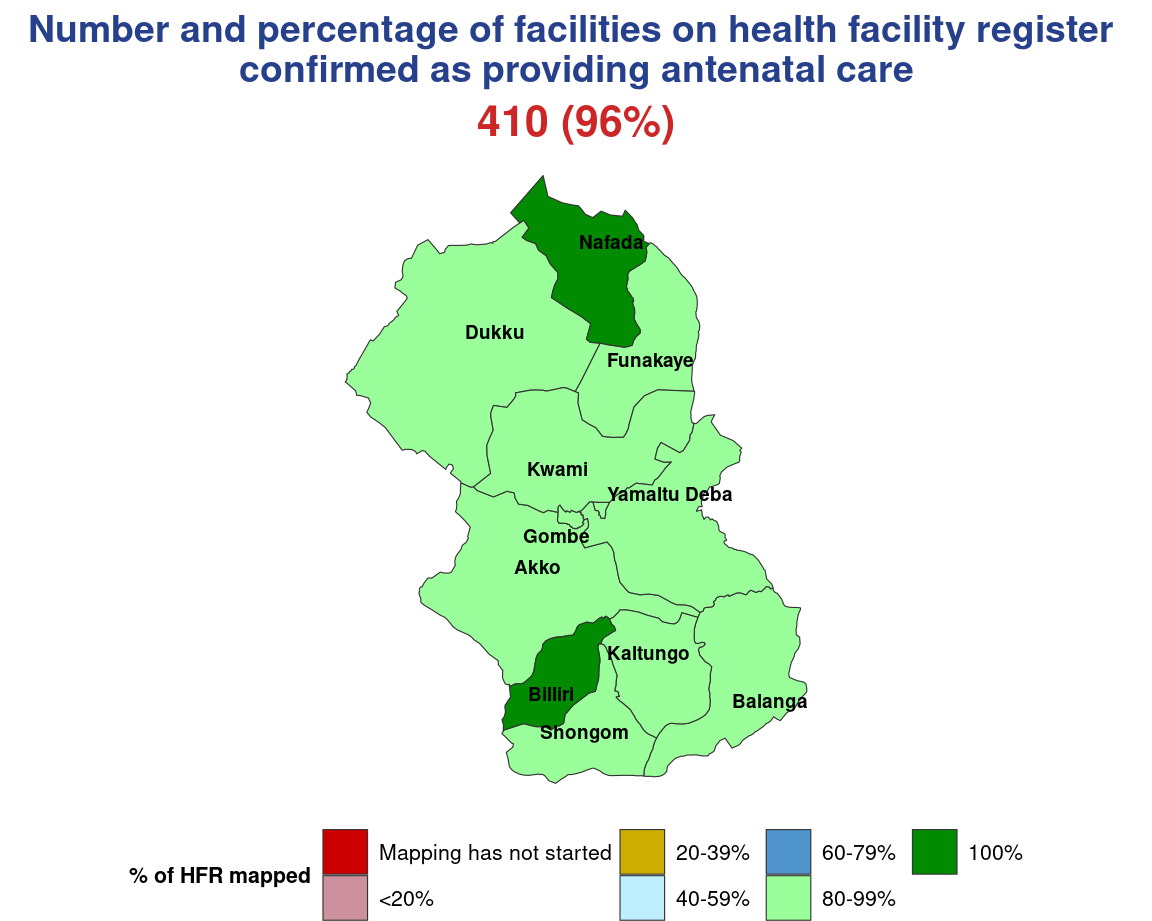 Number and percentage of facilities on health facility register
confirmed as providing antenatal care
410 (96%)
Nafada
Dukku
Funakaye
Kwami
Yamaltu Deba
Gombe
Akko
Kaltungo
Billiri
Balanga
Shongom
% of HFR mapped
Mapping has not started
<20%
20-39%
40-59%
60-79%
80-99%
100%